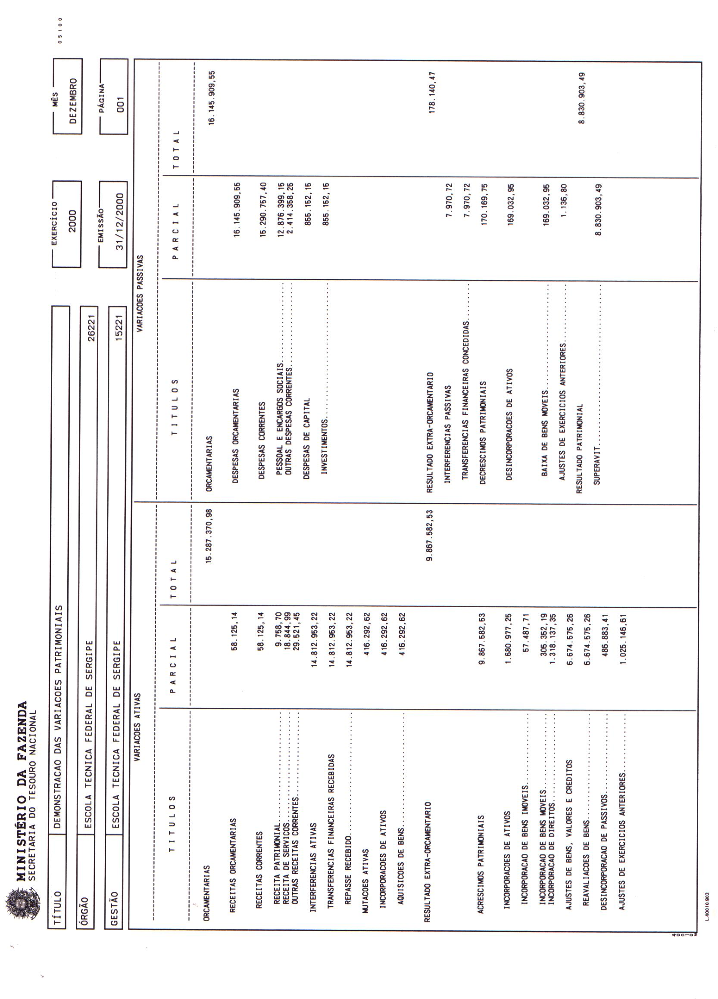 MINISTÉRIO DA FAZENDA
SECRETARIA DO TESOURO NACIONAL
05100
TÍTULO DEMONSTRACAO DAS VARIACOES PATRIMONIAIS
EXERCÍCIO 2000
MÊS DEZEMBRO
ÓRGÃO ESCOLA TECNICA FEDERAL DE SERGIPE 26221
GESTÃO ESCOLA TECNICA FEDERAL DE SERGIPE 15221
EMISSÃO 31/12/2000
PÁGINA 001
VARIACOES ATIVAS
T I T U L O S P A R C I A L T O T A L
ORCAMENTARIAS 15.287.370,98
RECEITAS ORCAMENTARIAS 58.125,14
RECEITAS CORRENTES 58.125,14
RECEITA PATRIMONIAL 9.758,70
RECEITA DE SERVICOS 18.844,99
OUTRAS RECEITAS CORRENTES 29.521,45
INTERFERENCIAS ATIVAS 14.812.953,22
TRANSFERENCIAS FINANCEIRAS RECEBIDAS 14.812.953,22
REPASSE RECEBIDO 14.812.953,22
MUTACOES ATIVAS 416.292,62
INCORPORACOES DE ATIVOS 416.292,62
AQUISICOES DE BENS 416.292,62
RESULTADO EXTRA-ORCAMENTARIO 9.867.582,53
ACRESCIMOS PATRIMONIAIS 9.867.582,53
INCORPORACOES DE ATIVOS 1.680.977,25
INCORPORACAO DE BENS IMOVEIS 57.487,71
INCORPORACAO DE BENS MOVEIS 305.352,19
INCORPORACAO DE DIREITOS 1.318.137,35
AJUSTES DE BENS, VALORES E CREDITOS 6.674.575,26
REAVALIACOES DE BENS 6.674.575,26
DESINCORPORACAO DE PASSIVOS 486.883,41
AJUSTES DE EXERCICIOS ANTERIORES 1.025.146,61
VARIACOES PASSIVAS
T I T U L O S P A R C I A L T O T A L
ORCAMENTARIAS 16.145.909,55
DESPESAS ORCAMENTARIAS 16.145.909,55
DESPESAS CORRENTES 15.290.757,40
PESSOAL E ENCARGOS SOCIAIS 12.876.399,15
OUTRAS DESPESAS CORRENTES 2.414.358,25
DESPESAS DE CAPITAL 855.152,15
INVESTIMENTOS 855.152,15
RESULTADO EXTRA-ORCAMENTARIO 178.140,47
INTERFERENCIAS PASSIVAS 7.970,72
TRANSFERENCIAS FINANCEIRAS CONCEDIDAS 7.970,72
DECRESCIMOS PATRIMONIAIS 170.169,75
DESINCORPORACOES DE ATIVOS 169.032,95
BAIXA DE BENS MOVEIS 169.032,95
AJUSTES DE EXERCICIOS ANTERIORES 1.136,80
RESULTADO PATRIMONIAL 8.830.903,49
SUPERAVIT 8.830.903,49
L.40010.803